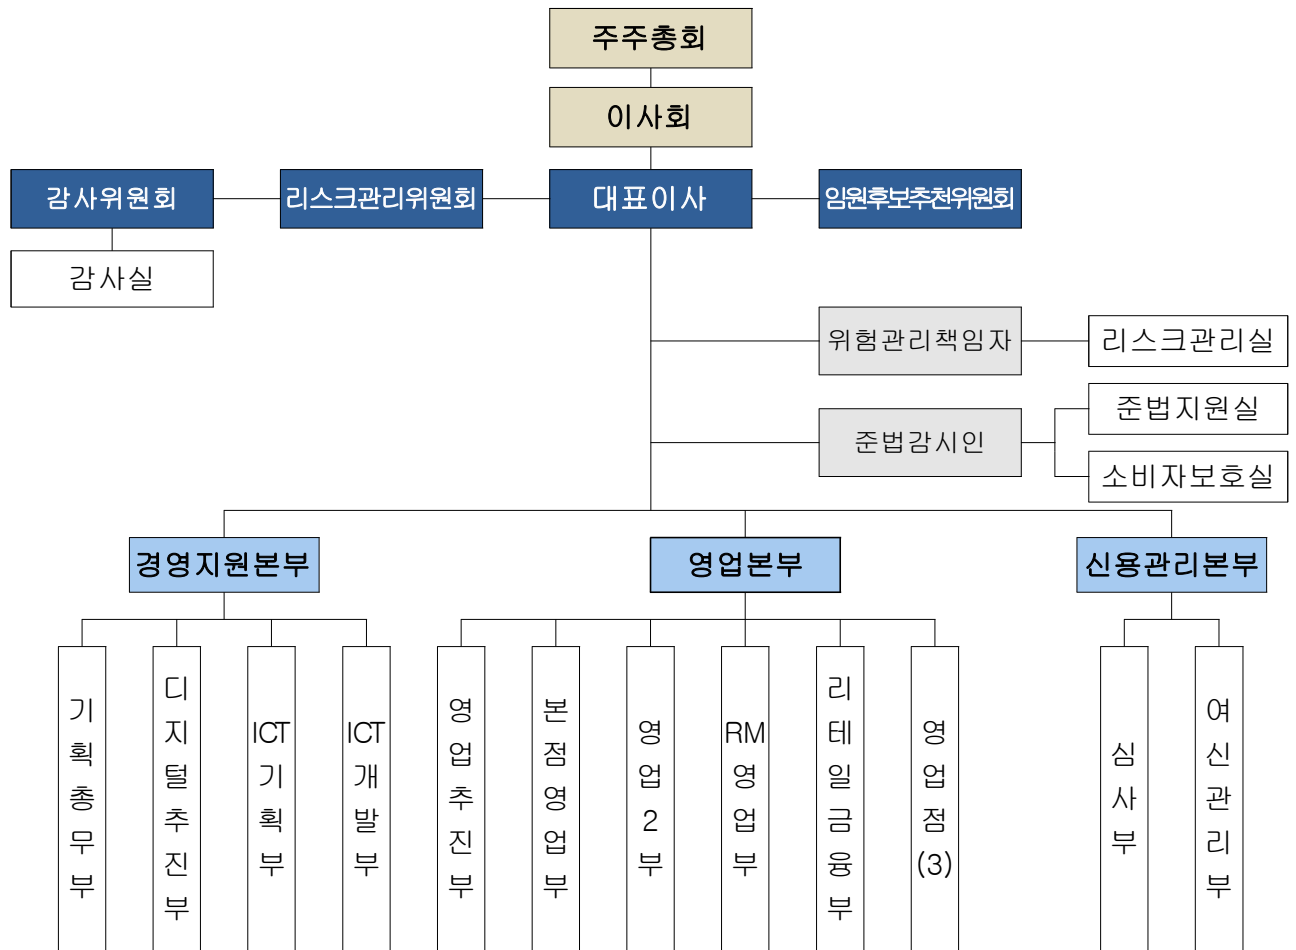 주주총회
이사회
감사위원회
리스크관리위원회
대표이사
임원후보추천위원회
감사실
위험관리책임자
리스크관리실
준법감시인
준법지원실
소비자보호실
경영지원본부
영업본부
신용관리본부
기획총무부
디지털추진부
ICT기획부
ICT개발부
영업추진부
본점영업부
영업2부
RM영업부
리테일금융부
영업점(3)
심사부
여신관리부